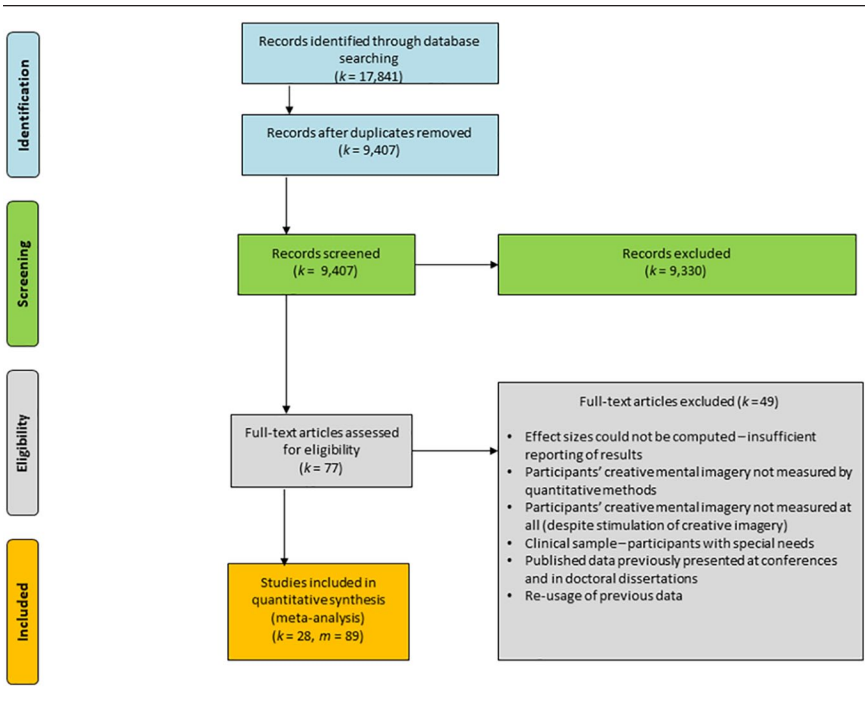 Identification
Records identified through database
searching
(k = 17,841)
Records after duplicates removed
(k = 9,407)
Screening
Records screened
(k = 9,407)
Records excluded
(k = 9,330)
Eligibility
Full-text articles assessed
for eligibility
(k = 77)
Full-text articles excluded (k =49)
• Effect sizes could not be computed – insufficient
reporting of results
• Participants' creative mental imagery not measured by
quantitative methods
• Participants' creative mental imagery not measured at
all (despite stimulation of creative imagery)
• Clinical sample – participants with special needs
• Published data previously presented at conferences
and in doctoral dissertations
• Re-usage of previous data
Included
Studies included in
quantitative synthesis
(meta-analysis)
(k = 28, m = 89)